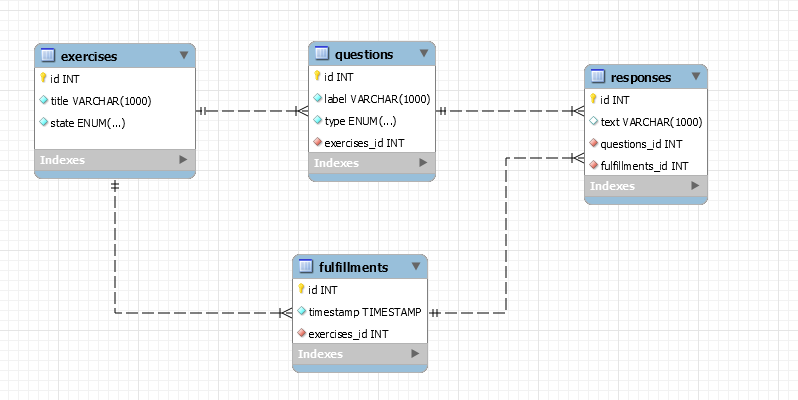 exercises
id INT
title VARCHAR(1000)
state ENUM(...)
Indexes
questions
id INT
label VARCHAR(1000)
type ENUM(...)
exercises_id INT
Indexes
responses
id INT
text VARCHAR(1000)
questions_id INT
fulfillments_id INT
Indexes
fulfillments
id INT
timestamp TIMESTAMP
exercises_id INT
Indexes